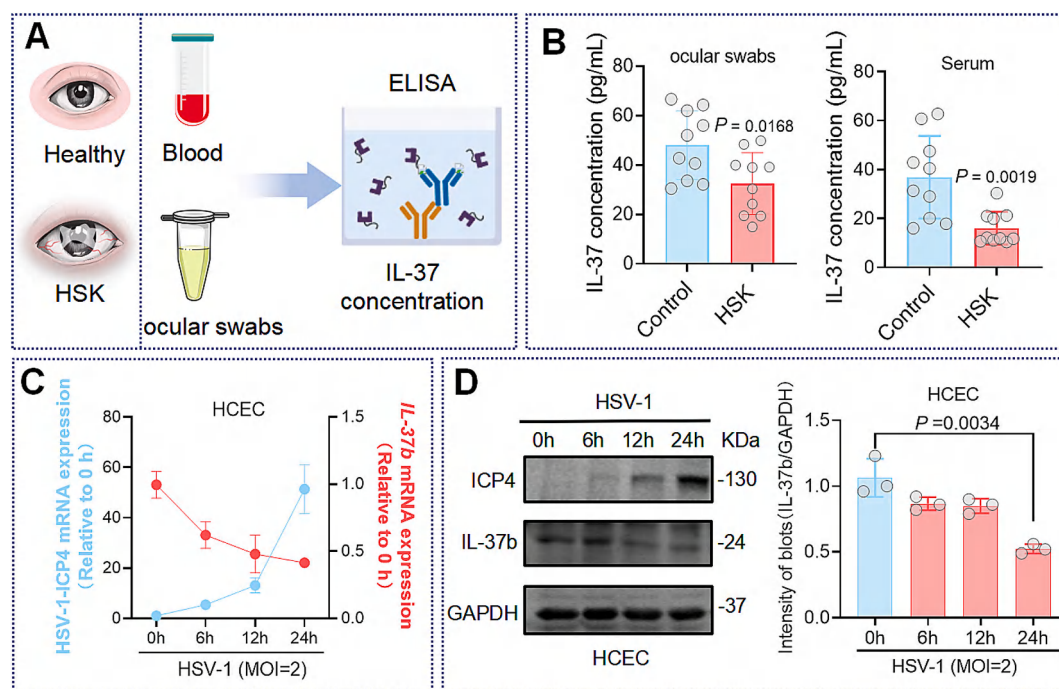 A
Healthy
HSK
Blood
ocular swabs
ELISA
IL-37
concentration
B
ocular swabs
IL-37 concentration (pg/mL)
80
60
40
20
0
P = 0.0168
Control
HSK
Serum
IL-37 concentration (pg/mL)
80
60
40
20
0
P = 0.0019
Control
HSK
C
HCEC
HSV-1-ICP4 mRNA expression
(Relative to 0 h)
80
60
40
20
0
1.5
1.0
0.5
0.0
IL-37b mRNA expression
(Relative to 0 h)
0h 6h 12h 24h
HSV-1 (MOI=2)
D
HSV-1
0h 6h 12h 24h KDa
ICP4 -130
IL-37b -24
GAPDH -37
HCEC
HCEC
Intensity of blots (IL-37b/GAPDH)
1.5
1.0
0.5
0.0
P =0.0034
0h 6h 12h 24h
HSV-1 (MOI=2)